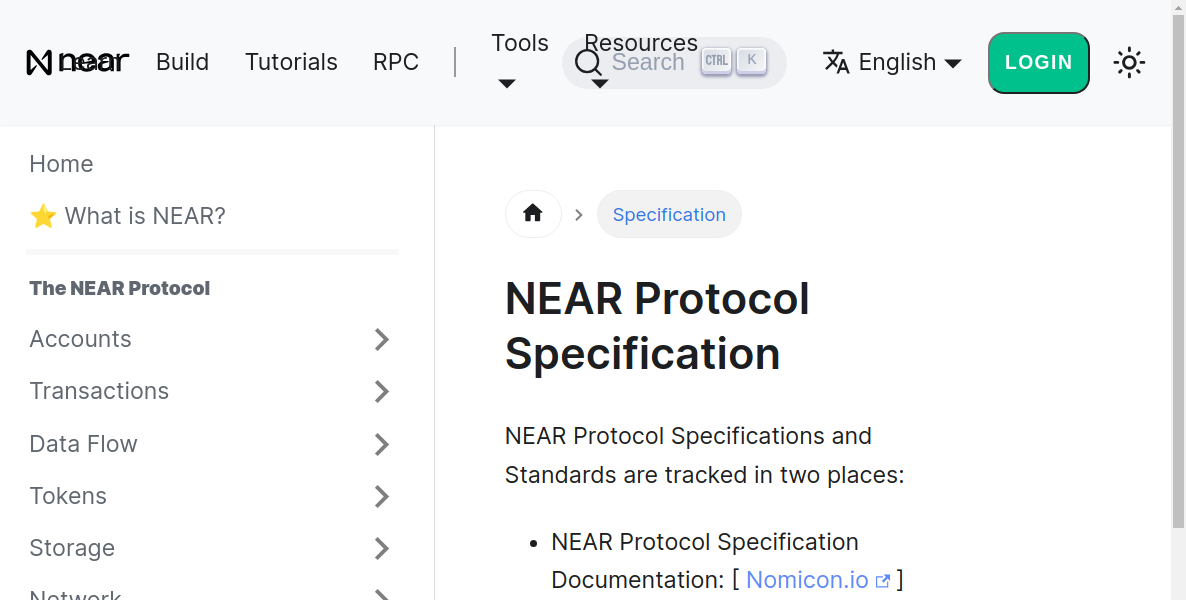 near Learn Build Tutorials RPC Tools Resources Search CTRL K English LOGIN
Home
⭐ What is NEAR?
The NEAR Protocol
Accounts
Transactions
Data Flow
Tokens
Storage
Network
Specification
NEAR Protocol
Specification
NEAR Protocol Specifications and
Standards are tracked in two places:
• NEAR Protocol Specification
Documentation: [ Nomicon.io ]